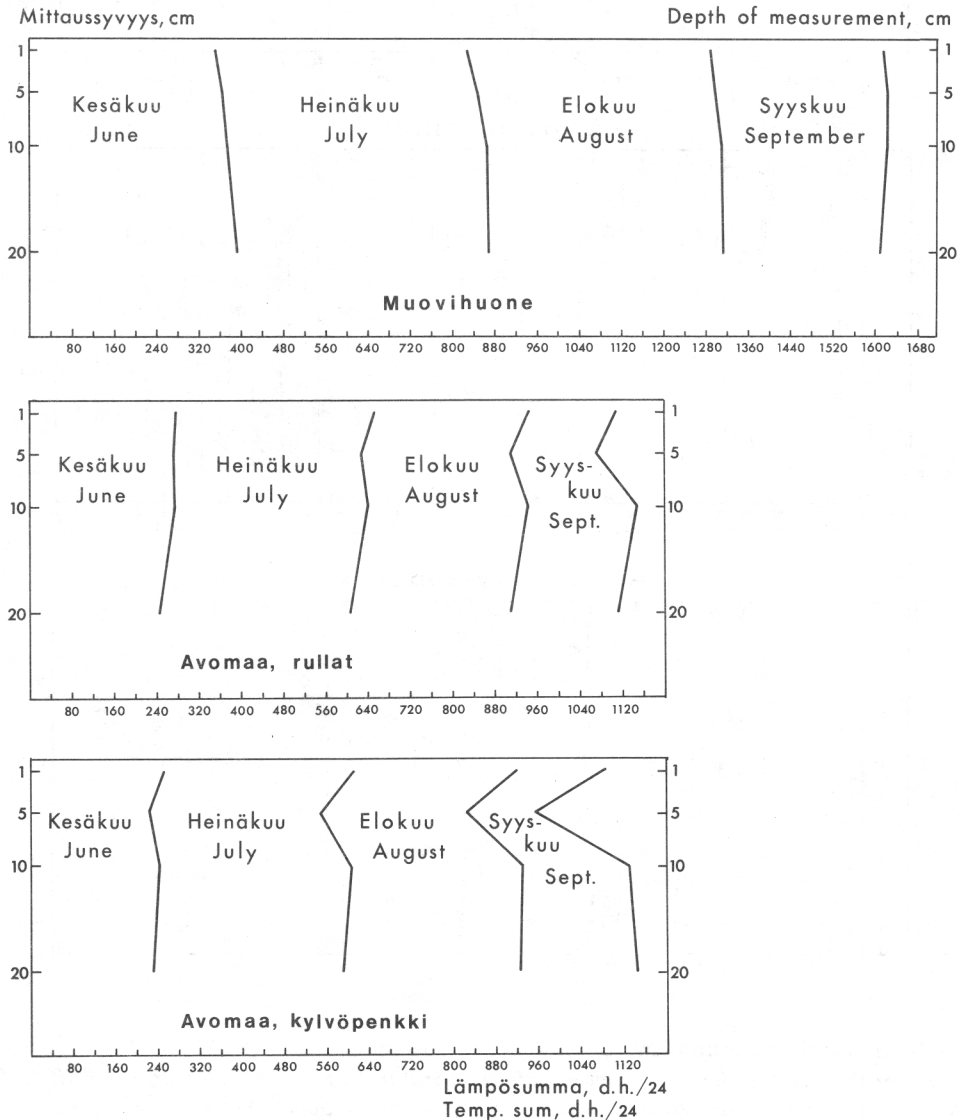 Mittaussyvyys, cm
Depth of measurement, cm
1
5
10
20
Kesäkuu
June
Heinäkuu
July
Elokuu
August
Syyskuu
September
1
5
10
20
Muovihuone
80 160 240 320 400 480 560 640 720 800 880 960 1040 1120 1200 1280 1360 1440 1520 1600 1680
1
5
10
20
Kesäkuu
June
Heinäkuu
July
Elokuu
August
Syys-
kuu
Sept.
1
5
10
20
Avomaa, rullat
80 160 240 320 400 480 560 640 720 800 880 960 1040 1120
1
5
10
20
Kesäkuu
June
Heinäkuu
July
Elokuu
August
Syys-
kuu
Sept.
1
5
10
20
Avomaa, kylvöpenkki
80 160 240 320 400 480 560 640 720 800 880 960 1040 1120
Lämpösumma, d.h./24
Temp. sum, d.h./24